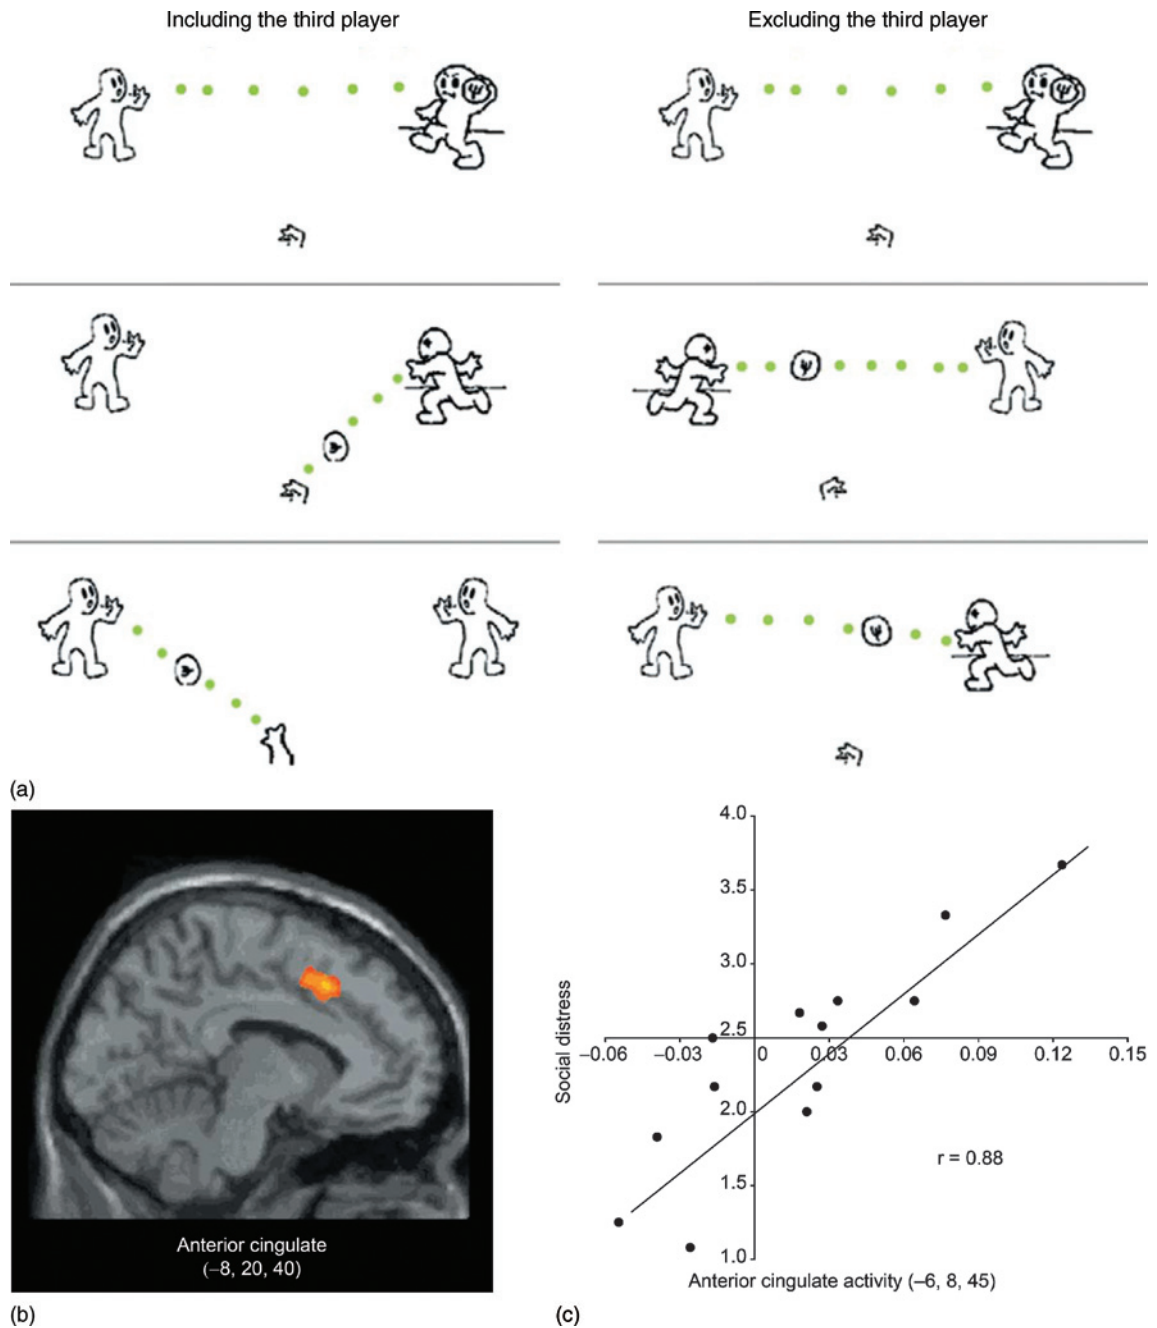 Including the third player
Excluding the third player
ψ
ψ
ψ
ψ
(a)
Anterior cingulate
(–8, 20, 40)
(b)
4.0
3.5
3.0
2.5
2.0
1.5
1.0
–0.06
–0.03
0
0.03
0.06
0.09
0.12
0.15
Social distress
r = 0.88
Anterior cingulate activity (–6, 8, 45)
(c)